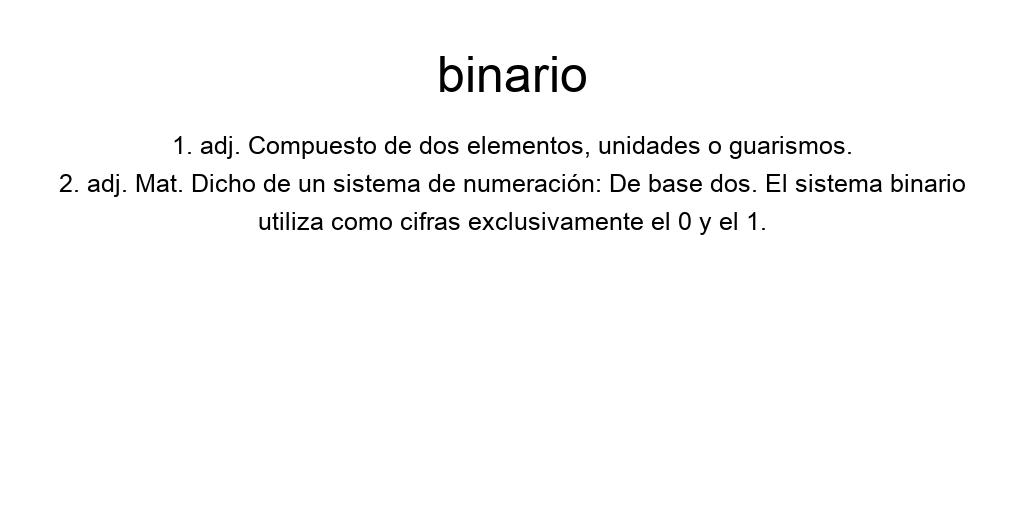 binario
1. adj. Compuesto de dos elementos, unidades o guarismos.
2. adj. Mat. Dicho de un sistema de numeración: De base dos. El sistema binario
utiliza como cifras exclusivamente el 0 y el 1.